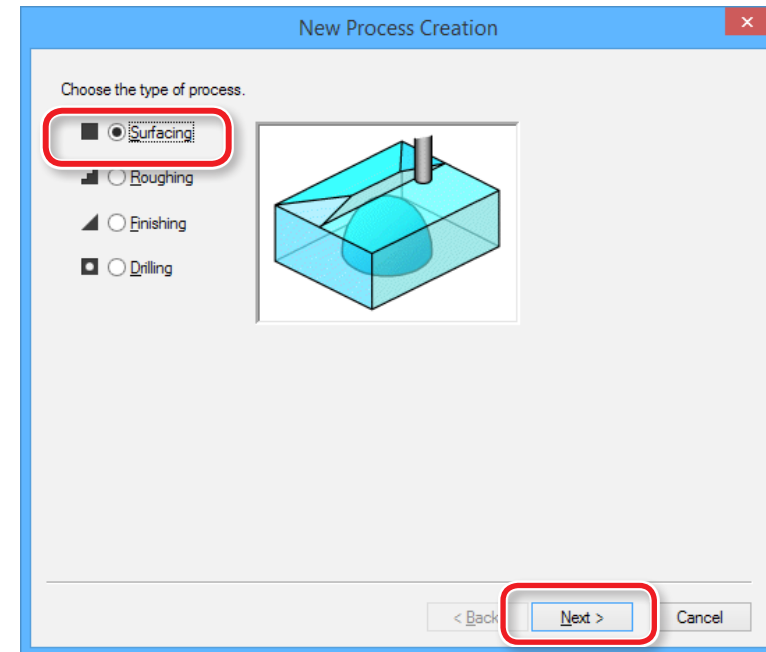 New Process Creation
Choose the type of process.
Surfacing
Roughing
Finishing
Drilling
< Back
Next >
Cancel